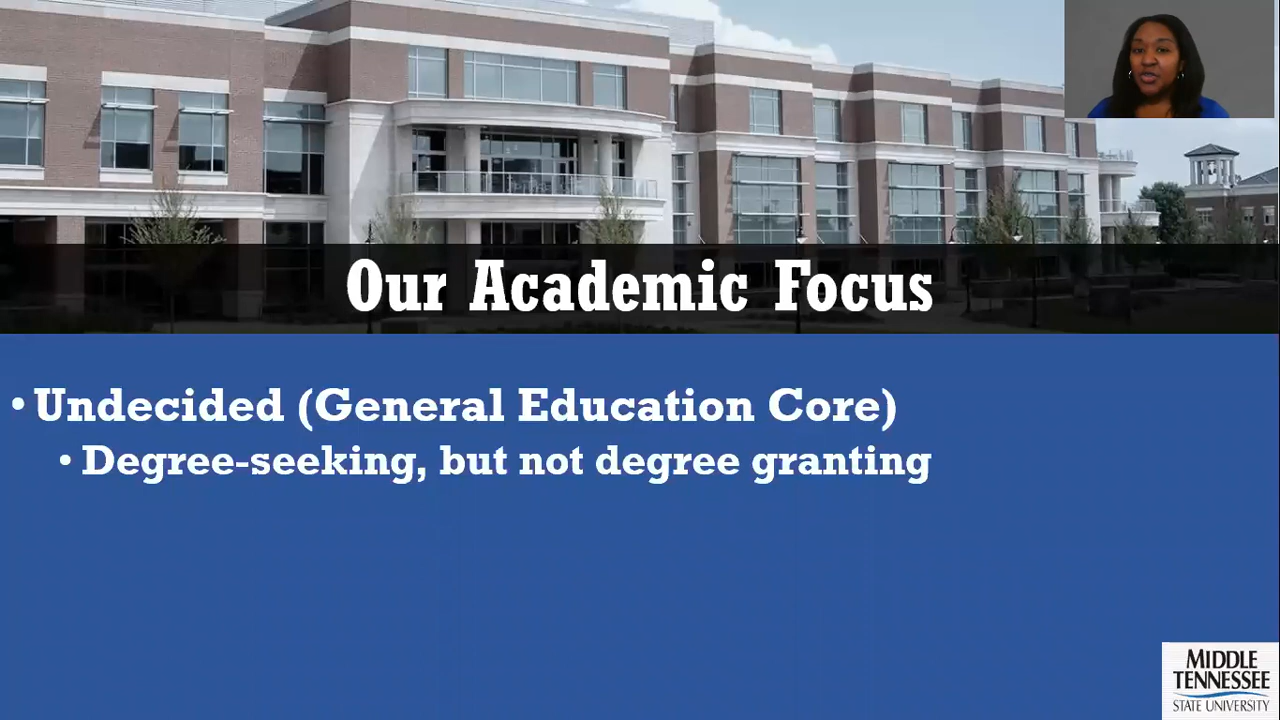 Our Academic Focus
• Undecided (General Education Core)
• Degree-seeking, but not degree granting
MIDDLE
TENNESSEE
STATE UNIVERSITY